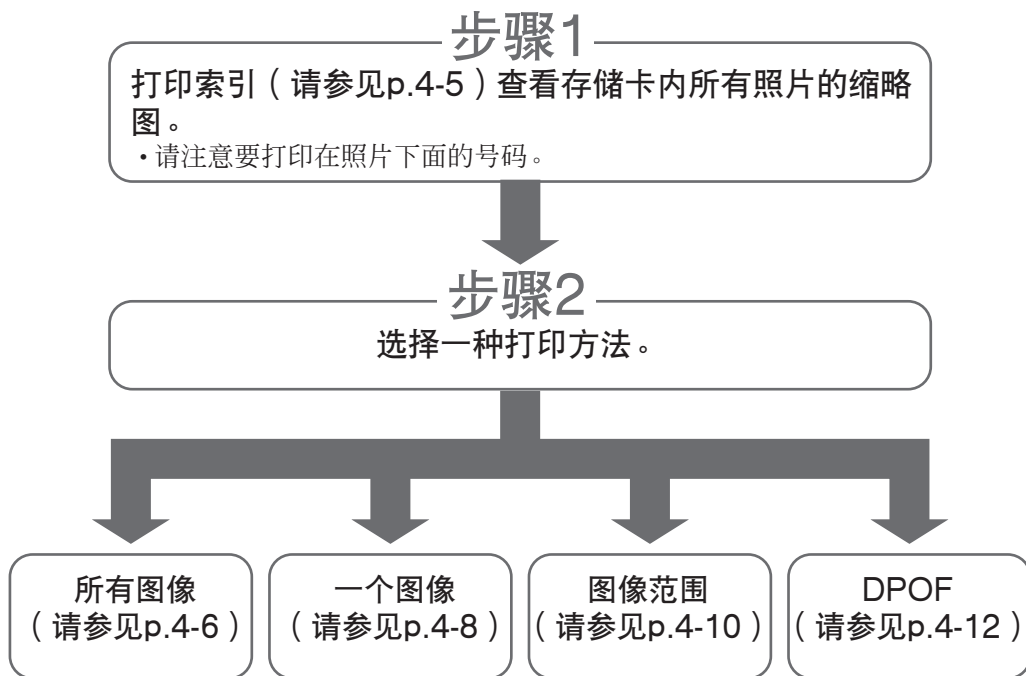 步骤1
打印索引（请参见p.4-5）查看存储卡内所有照片的缩略
图。
•请注意要打印在照片下面的号码。
步骤2
选择一种打印方法。
所有图像
（请参见p.4-6）
一个图像
（请参见p.4-8）
图像范围
（请参见p.4-10）
DPOF
（请参见p.4-12）